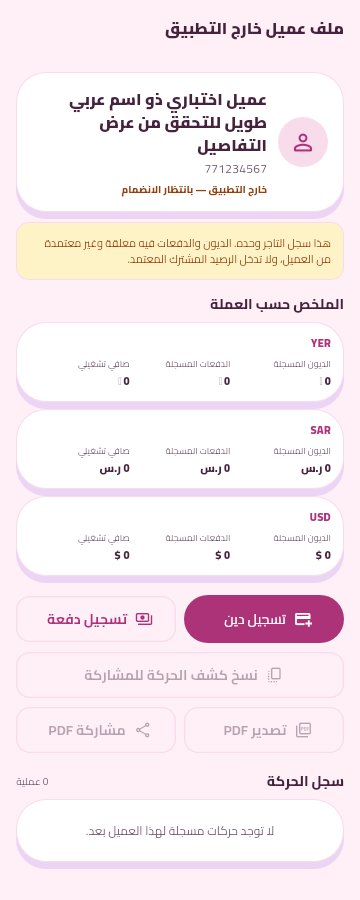 ملف عميل خارج التطبيق
عميل اختباري ذو اسم عربي
طويل للتحقق من عرض
التفاصيل
771234567
خارج التطبيق — بانتظار الانضمام
هذا سجل التاجر وحده. الديون والدفعات فيه معلقة وغير معتمدة
من العميل، ولا تدخل الرصيد المشترك المعتمد.
الملخص حسب العملة
YER
الديون المسجلة الدفعات المسجلة صافي تشغيلي
0 0 0
SAR
الديون المسجلة الدفعات المسجلة صافي تشغيلي
0 ر.س 0 ر.س 0 ر.س
USD
الديون المسجلة الدفعات المسجلة صافي تشغيلي
0 $ 0 $ 0 $
تسجيل دين تسجيل دفعة
نسخ كشف الحركة للمشاركة
تصدير PDF مشاركة PDF
سجل الحركة 0 عملية
لا توجد حركات مسجلة لهذا العميل بعد.